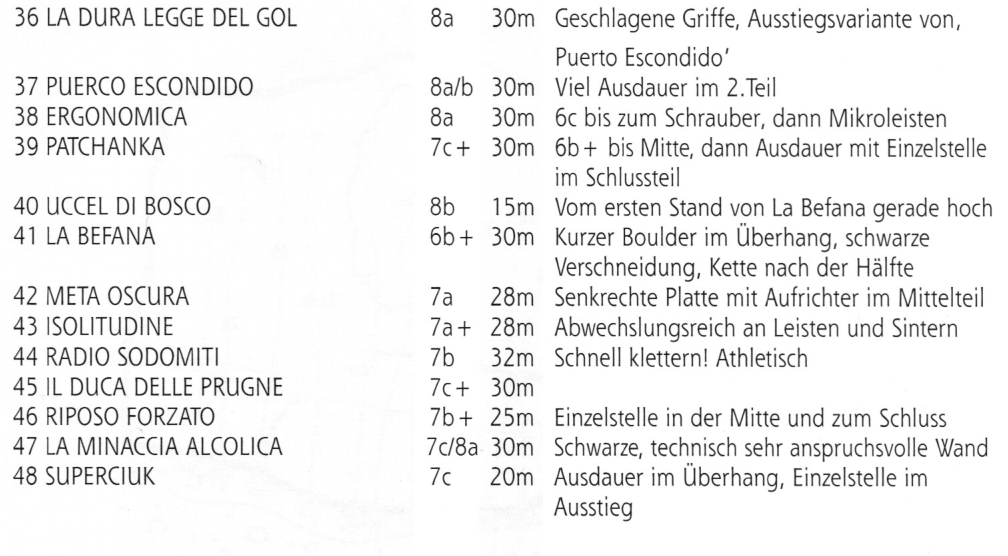 36 LA DURA LEGGE DEL GOL 8a 30m Geschlagene Griffe, Ausstiegsvariante von,
Puerto Escondido'
37 PUERCO ESCONDIDO 8a/b 30m Viel Ausdauer im 2.Teil
38 ERGONOMICA 8a 30m 6c bis zum Schrauber, dann Mikroleisten
39 PATCHANKA 7c+ 30m 6b+ bis Mitte, dann Ausdauer mit Einzelstelle
im Schlussteil
40 UCCEL DI BOSCO 8b 15m Vom ersten Stand von La Befana gerade hoch
41 LA BEFANA 6b+ 30m Kurzer Boulder im Überhang, schwarze
Verschneidung, Kette nach der Hälfte
42 META OSCURA 7a 28m Senkrechte Platte mit Aufrichter im Mittelteil
43 ISOLITUDINE 7a+ 28m Abwechslungsreich an Leisten und Sintern
44 RADIO SODOMITI 7b 32m Schnell klettern! Athletisch
45 IL DUCA DELLE PRUGNE 7c+ 30m
46 RIPOSO FORZATO 7b+ 25m Einzelstelle in der Mitte und zum Schluss
47 LA MINACCIA ALCOLICA 7c/8a 30m Schwarze, technisch sehr anspruchsvolle Wand
48 SUPERCIUK 7c 20m Ausdauer im Überhang, Einzelstelle im
Ausstieg